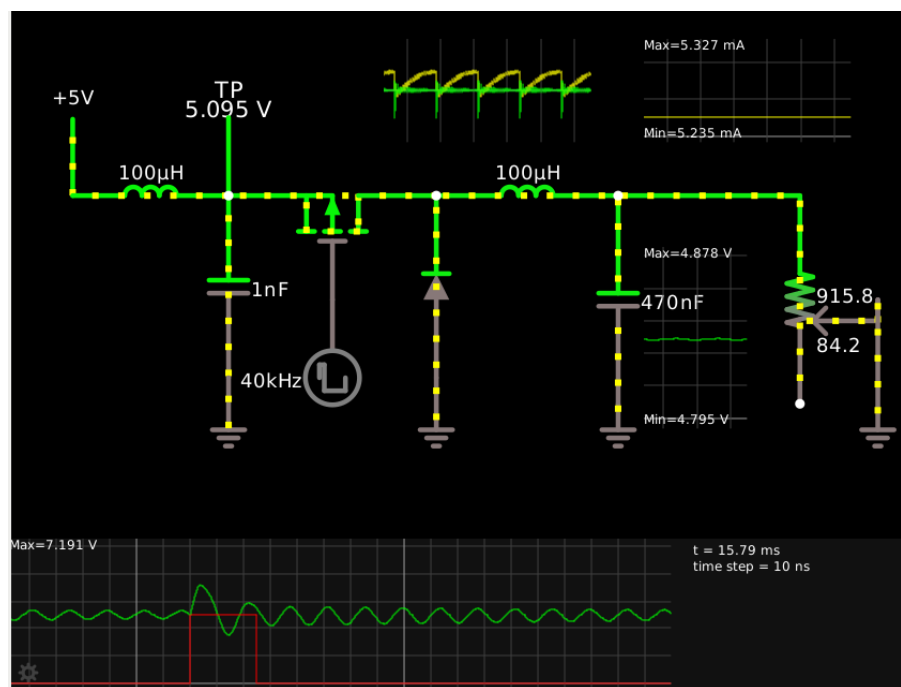 Max=5.327 mA
+5V
TP
5.095 V
Min=5.235 mA
100µH
100µH
Max=4.878 V
1nF
470nF
915.8
84.2
40kHz
Min=4.795 V
Max=7.191 V
t = 15.79 ms
time step = 10 ns